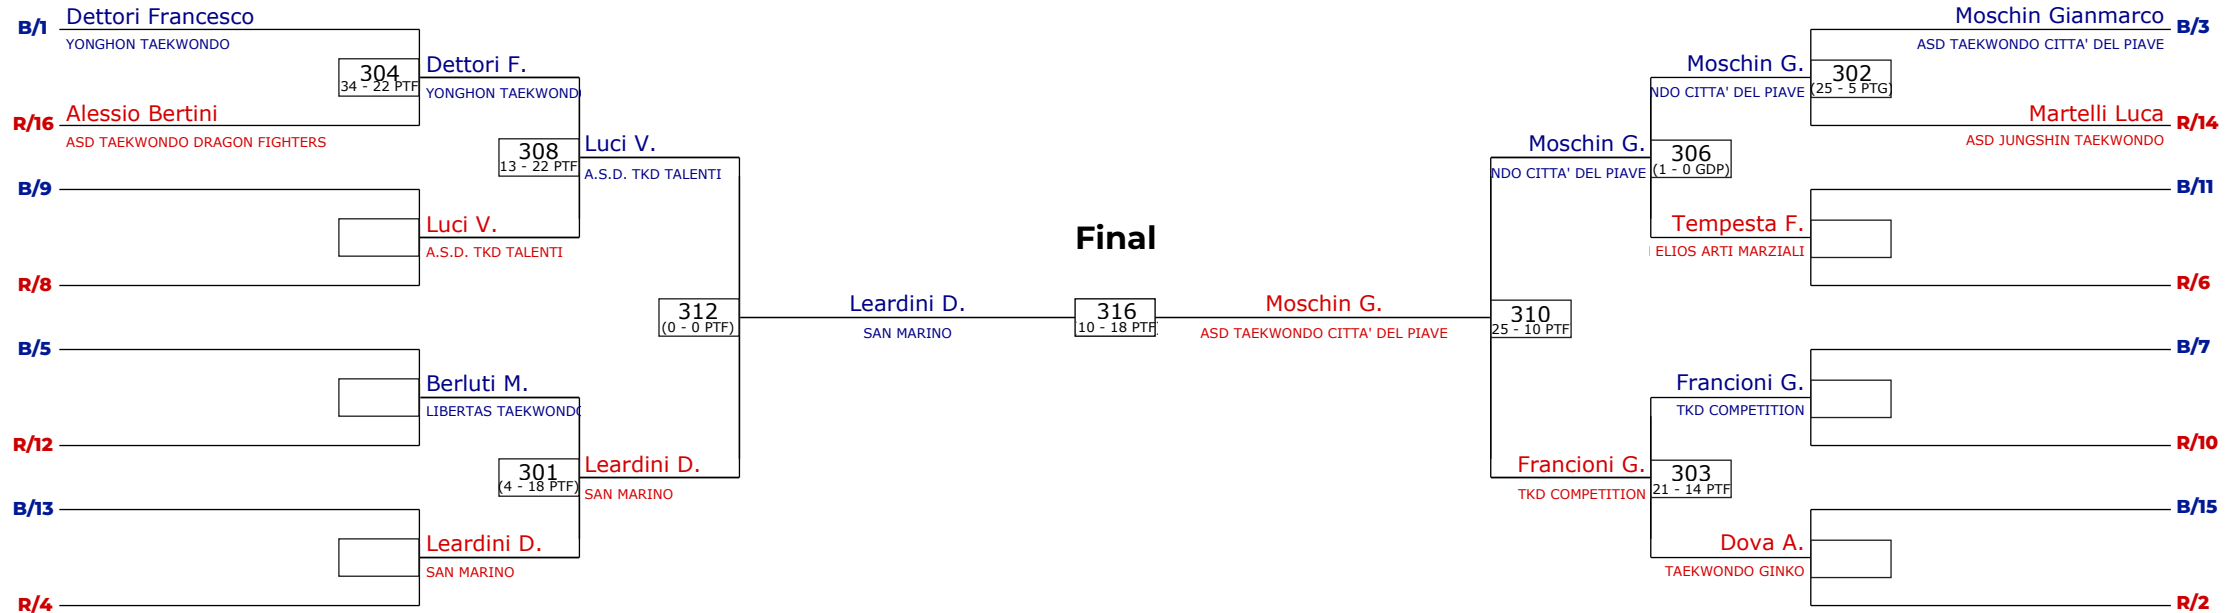 B/1
Dettori Francesco
YONGHON TAEKWONDO
304
34 - 22 PTF
Dettori F.
YONGHON TAEKWOND
R/16
Alessio Bertini
ASD TAEKWONDO DRAGON FIGHTERS
308
13 - 22 PTF
Luci V.
A.S.D. TKD TALENTI
B/9
Luci V.
A.S.D. TKD TALENTI
R/8
312
(0 - 0 PTF)
Leardini D.
SAN MARINO
B/5
Berluti M.
LIBERTAS TAEKWONDO
R/12
301
(4 - 18 PTF)
Leardini D.
SAN MARINO
B/13
Leardini D.
SAN MARINO
R/4
Final
316
10 - 18 PTF
Moschin G.
ASD TAEKWONDO CITTA' DEL PIAVE
310
25 - 10 PTF
Moschin Gianmarco
B/3
ASD TAEKWONDO CITTA' DEL PIAVE
Moschin G.
NDO CITTA' DEL PIAVE
302
(25 - 5 PTG)
Martelli Luca
R/14
ASD JUNGSHIN TAEKWONDO
Moschin G.
NDO CITTA' DEL PIAVE
306
(1 - 0 GDP)
B/11
Tempesta F.
ELIOS ARTI MARZIALI
R/6
B/7
Francioni G.
TKD COMPETITION
R/10
Francioni G.
TKD COMPETITION
303
21 - 14 PTF
B/15
Dova A.
TAEKWONDO GINKO
R/2